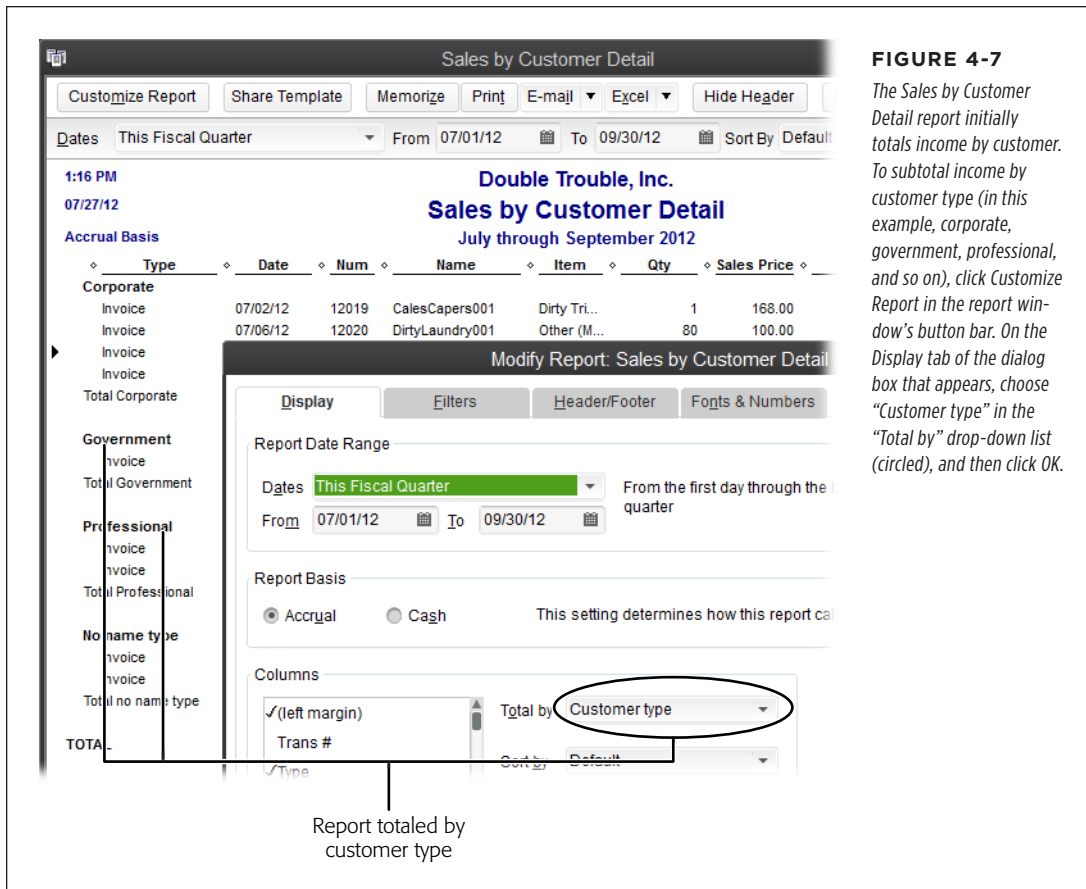 Sales by Customer Detail
Customize Report Share Template Memorize Print E-mail Excel Hide Header
Dates This Fiscal Quarter From 07/01/12 To 09/30/12 Sort By Default
1:16 PM
07/27/12
Accrual Basis
Double Trouble, Inc.
Sales by Customer Detail
July through September 2012
Type Date Num Name Item Qty Sales Price
Corporate
Invoice 07/02/12 12019 CalesCapers001 Dirty Tri... 1 168.00
Invoice 07/06/12 12020 DirtyLaundry001 Other (M... 80 100.00
Invoice
Invoice
Total Corporate
Government
Invoice
Total Government
Professional
Invoice
Invoice
Total Professional
No name type
Invoice
Invoice
Total no name type
TOTAL
Modify Report: Sales by Customer Detail
Display Filters Header/Footer Fonts & Numbers
Report Date Range
Dates This Fiscal Quarter From the first day through the
quarter
From 07/01/12 To 09/30/12
Report Basis
Accrual Cash This setting determines how this report
Columns
✓(left margin)
Trans #
✓Type
Total by Customer type
Sort by Default
Report totaled by
customer type
FIGURE 4-7
The Sales by Customer
Detail report initially
totals income by customer.
To subtotal income by
customer type (in this
example, corporate,
government, professional,
and so on), click Customize
Report in the report win-
dow's button bar. On the
Display tab of the dialog
box that appears, choose
“Customer type” in the
“Total by” drop-down list
(circled), and then click OK.